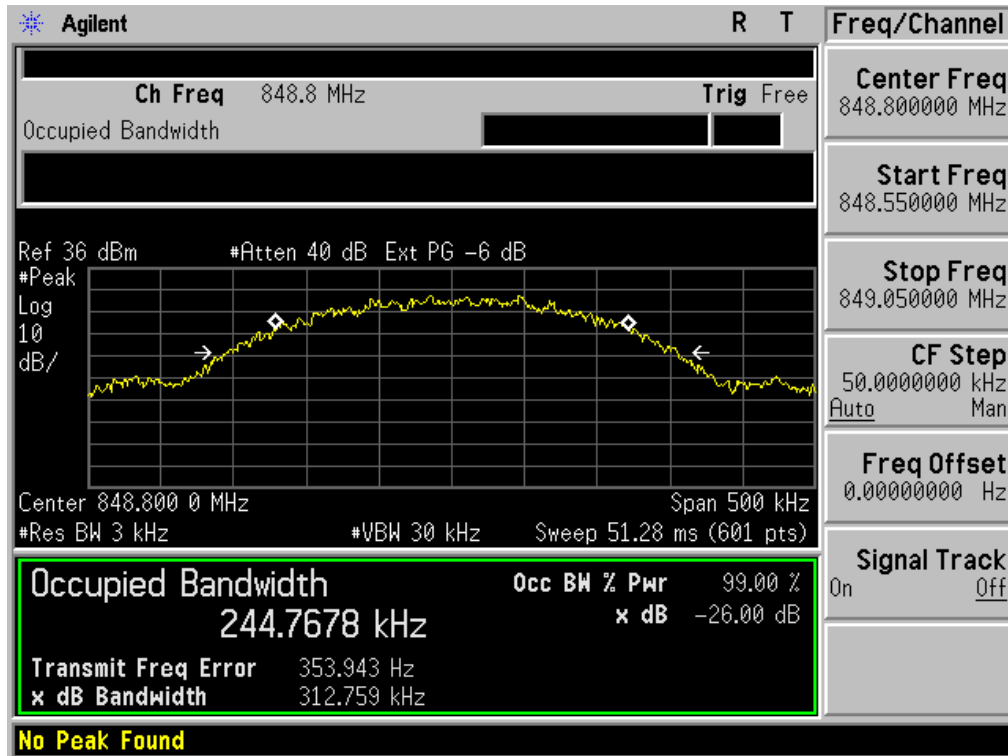 Agilent R T
Freq/Channel
Ch Freq 848.8 MHz Trig Free
Occupied Bandwidth
Center Freq
848.800000 MHz
Start Freq
848.550000 MHz
Stop Freq
849.050000 MHz
CF Step
50.0000000 kHz
Auto Man
Freq Offset
0.00000000 Hz
Signal Track
On Off
Ref 36 dBm #Atten 40 dB Ext PG -6 dB
#Peak
Log
10
dB/
Center 848.800 0 MHz Span 500 kHz
#Res BW 3 kHz #VBW 30 kHz Sweep 51.28 ms (601 pts)
Occupied Bandwidth
244.7678 kHz
Occ BW % Pwr 99.00 %
x dB -26.00 dB
Transmit Freq Error 353.943 Hz
x dB Bandwidth 312.759 kHz
No Peak Found